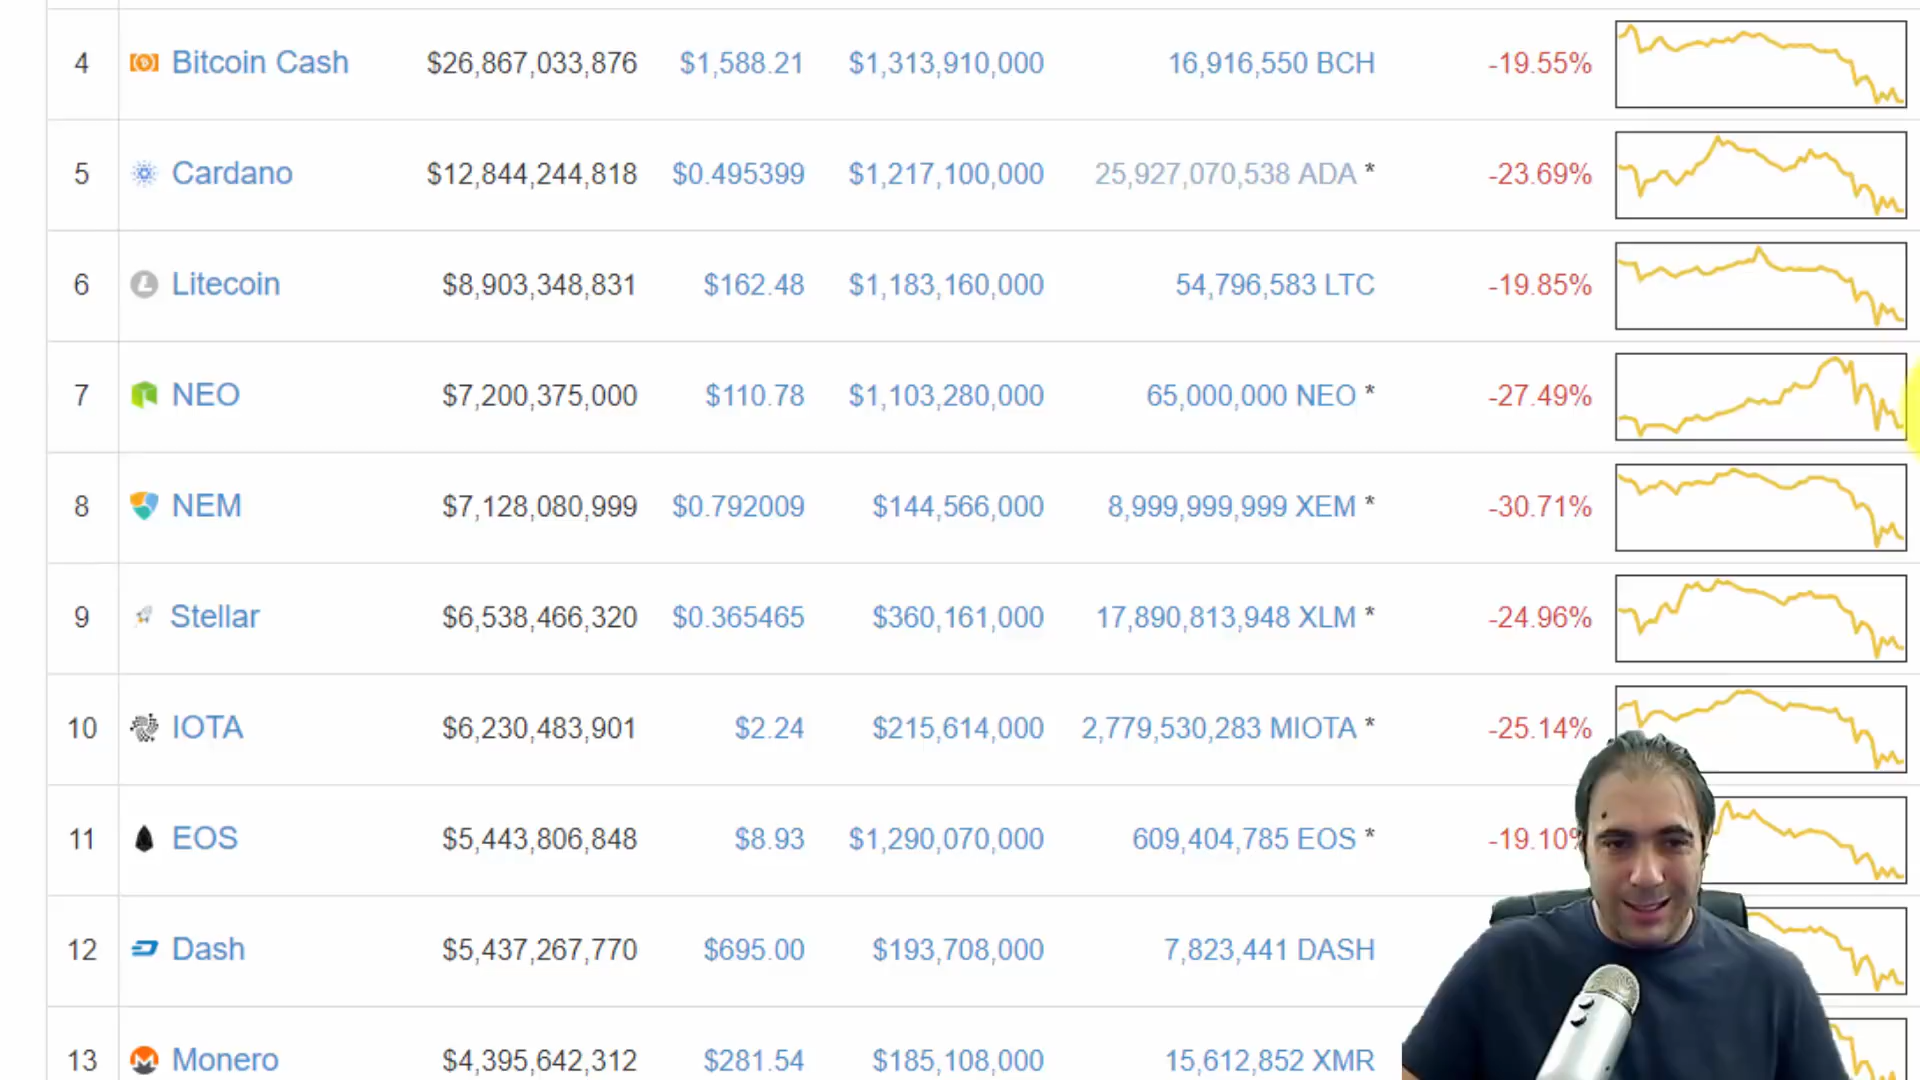 4 Bitcoin Cash $26,867,033,876 $1,588.21 $1,313,910,000 16,916,550 BCH -19.55%
5 Cardano $12,844,244,818 $0.495399 $1,217,100,000 25,927,070,538 ADA * -23.69%
6 Litecoin $8,903,348,831 $162.48 $1,183,160,000 54,796,583 LTC -19.85%
7 NEO $7,200,375,000 $110.78 $1,103,280,000 65,000,000 NEO * -27.49%
8 NEM $7,128,080,999 $0.792009 $144,566,000 8,999,999,999 XEM * -30.71%
9 Stellar $6,538,466,320 $0.365465 $360,161,000 17,890,813,948 XLM * -24.96%
10 IOTA $6,230,483,901 $2.24 $215,614,000 2,779,530,283 MIOTA * -25.14%
11 EOS $5,443,806,848 $8.93 $1,290,070,000 609,404,785 EOS * -19.10%
12 Dash $5,437,267,770 $695.00 $193,708,000 7,823,441 DASH
13 Monero $4,395,642,312 $281.54 $185,108,000 15,612,852 XMR